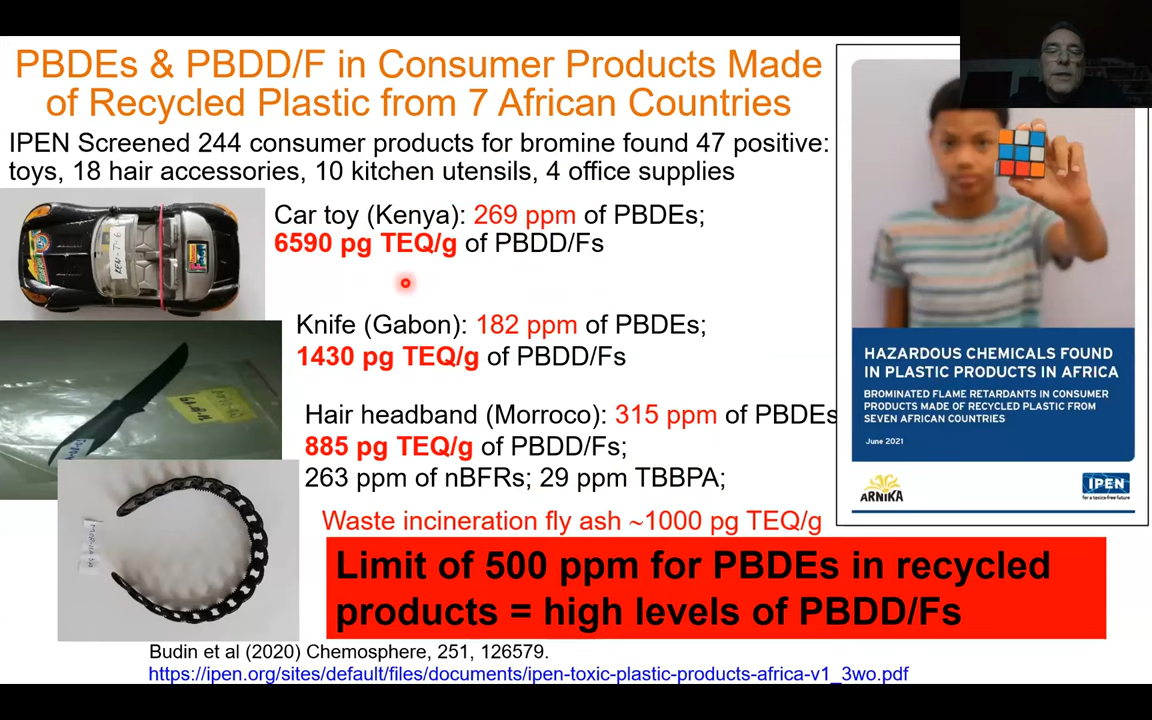 PBDEs & PBDD/F in Consumer Products Made
of Recycled Plastic from 7 African Countries
IPEN Screened 244 consumer products for bromine found 47 positive:
toys, 18 hair accessories, 10 kitchen utensils, 4 office supplies
Car toy (Kenya): 269 ppm of PBDEs;
6590 pg TEQ/g of PBDD/Fs
KEN-T-6
Knife (Gabon): 182 ppm of PBDEs;
1430 pg TEQ/g of PBDD/Fs
Hair headband (Morroco): 315 ppm of PBDEs
885 pg TEQ/g of PBDD/Fs;
263 ppm of nBFRs; 29 ppm TBBPA;
Waste incineration fly ash ~1000 pg TEQ/g
Limit of 500 ppm for PBDEs in recycled
products = high levels of PBDD/Fs
Budin et al (2020) Chemosphere, 251, 126579.
https://ipen.org/sites/default/files/documents/ipen-toxic-plastic-products-africa-v1_3wo.pdf
HAZARDOUS CHEMICALS FOUND
IN PLASTIC PRODUCTS IN AFRICA
BROMINATED FLAME RETARDANTS IN CONSUMER
PRODUCTS MADE OF RECYCLED PLASTIC FROM
SEVEN AFRICAN COUNTRIES
June 2021
ARNIKA
IPEN
for a toxics-free future